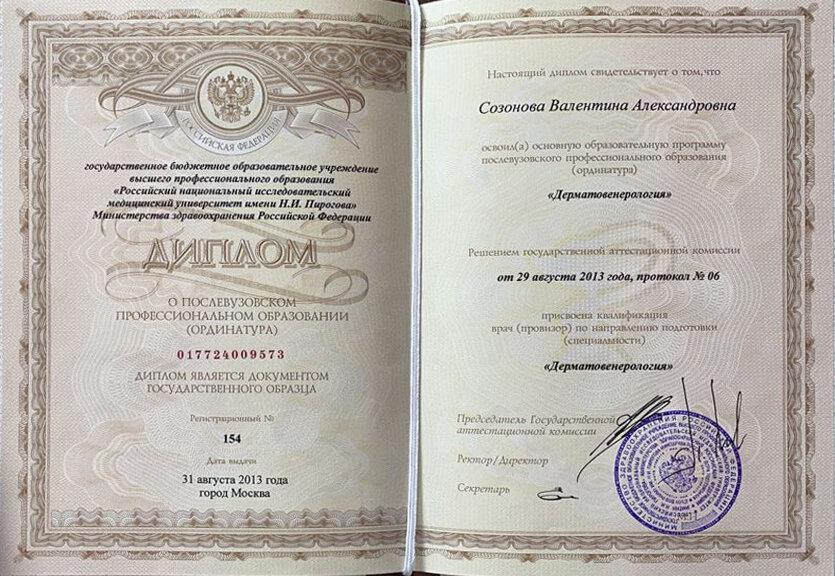 РОССИЙСКАЯ ФЕДЕРАЦИЯ
государственное бюджетное образовательное учреждение
высшего профессионального образования
«Российский национальный исследовательский
медицинский университет имени Н.И. Пирогова»
Министерства здравоохранения Российской Федерации
ДИПЛОМ
О ПОСЛЕВУЗОВСКОМ
ПРОФЕССИОНАЛЬНОМ ОБРАЗОВАНИИ
(ОРДИНАТУРА)
017724009573
ДИПЛОМ ЯВЛЯЕТСЯ ДОКУМЕНТОМ
ГОСУДАРСТВЕННОГО ОБРАЗЦА
Регистрационный №
154
Дата выдачи
31 августа 2013 года
город Москва
Настоящий диплом свидетельствует о том, что
Созонова Валентина Александровна
освоил(а) основную образовательную программу
послевузовского профессионального образования
(ординатура)
«Дерматовенерология»
Решением государственной аттестационной комиссии
от 29 августа 2013 года, протокол № 06
присвоена квалификация
врач (провизор) по направлению подготовки
(специальности)
«Дерматовенерология»
Председатель Государственной
аттестационной комиссии
Ректор/Директор
Секретарь